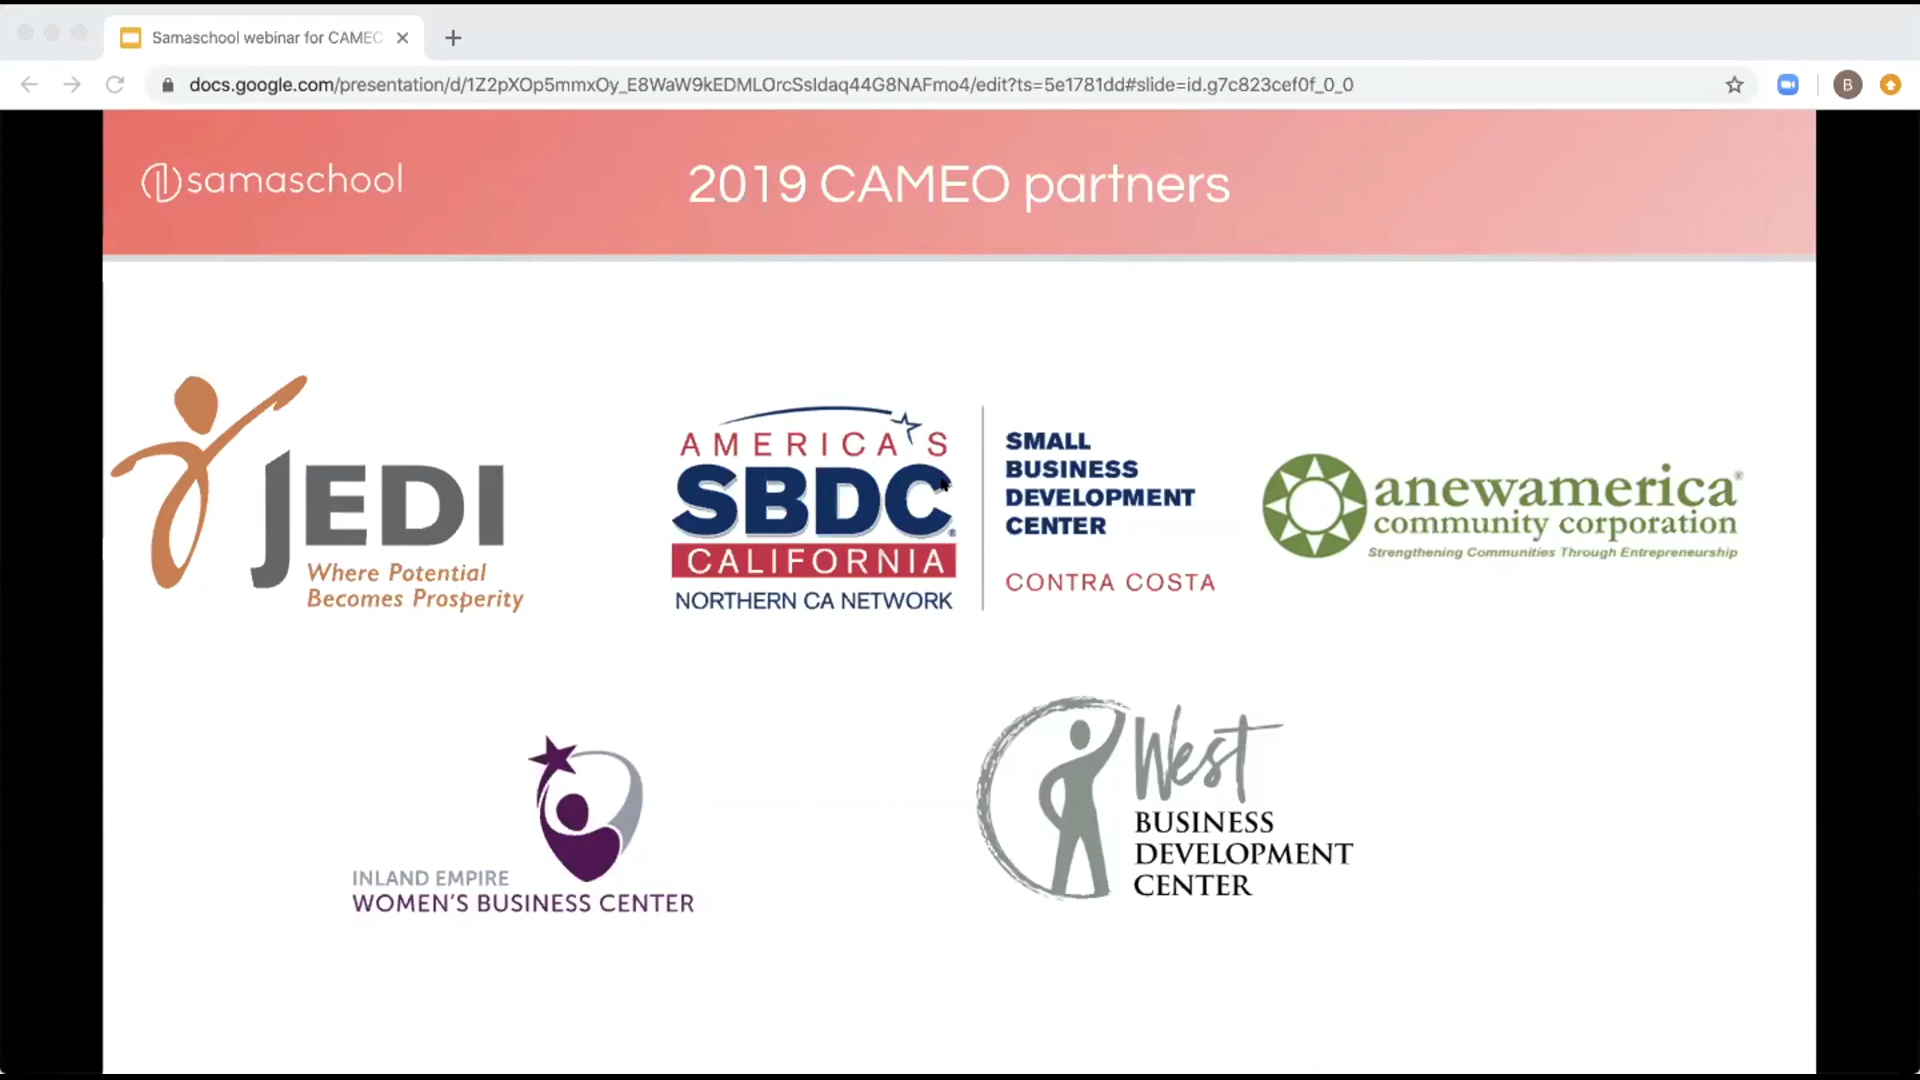 Samaschool webinar for CAMEC
docs.google.com/presentation/d/1Z2pXOp5mmxOy_E8WaW9kEDMLOrcSsIdaq44G8NAFmo4/edit?ts=5e1781dd#slide=id.g7c823cef0f_0_0
B
samaschool
2019 CAMEO partners
JEDI
Where Potential
Becomes Prosperity
AMERICA'S
SBDC®
CALIFORNIA
NORTHERN CA NETWORK
SMALL
BUSINESS
DEVELOPMENT
CENTER
CONTRA COSTA
anewamerica®
community corporation
Strengthening Communities Through Entrepreneurship
INLAND EMPIRE
WOMEN'S BUSINESS CENTER
West
BUSINESS
DEVELOPMENT
CENTER